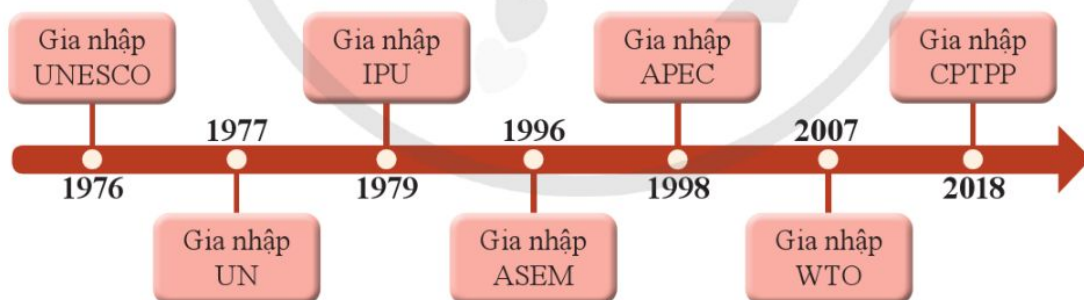 Gia nhập
UNESCO
Gia nhập
IPU
Gia nhập
APEC
Gia nhập
CPTPP
1977
1996
2007
1976
1979
1998
2018
Gia nhập
UN
Gia nhập
ASEM
Gia nhập
WTO